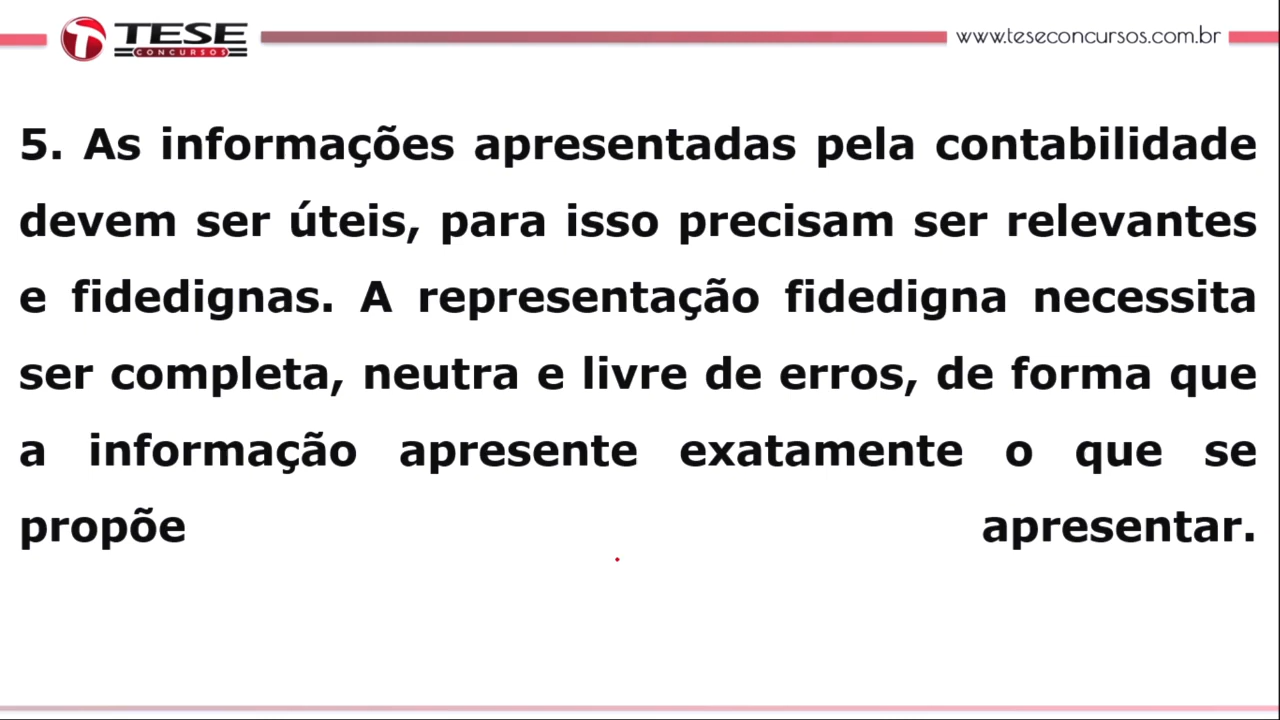 TESE
CONCURSOS
www.teseconcursos.com.br
5. As informações apresentadas pela contabilidade
devem ser úteis, para isso precisam ser relevantes
e fidedignas. A representação fidedigna necessita
ser completa, neutra e livre de erros, de forma que
a informação apresente exatamente o que se
propõe apresentar.